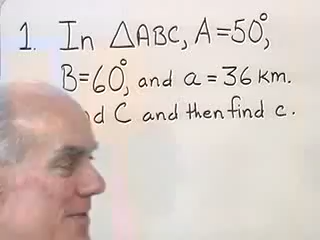 1. In △ABC, A=50°,
B=60°, and a=36 km.
C and then find c.